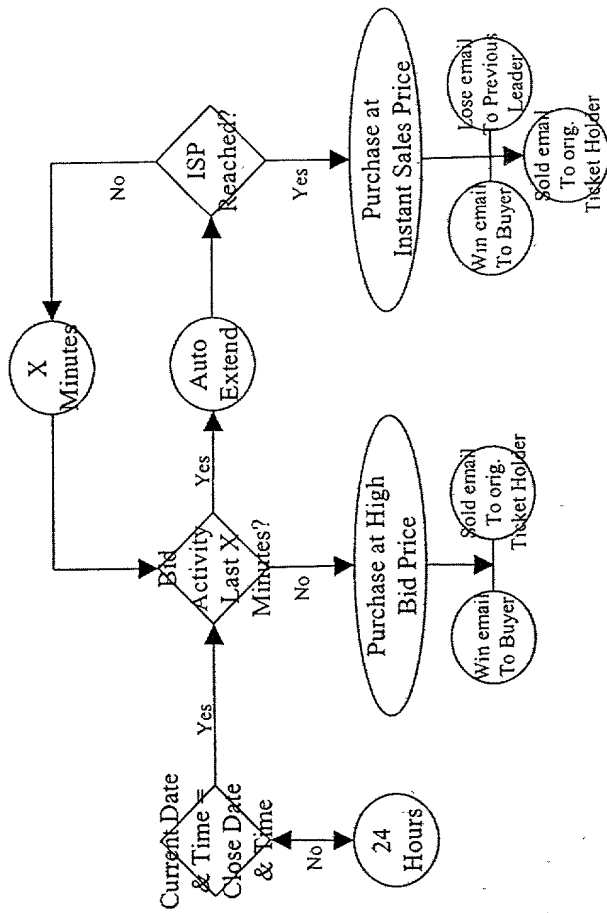 Current Date
& Time =
Close Date
& Time
No
24
Hours
Yes
Bid
Activity
Last X
Minutes?
No
Purchase at High
Bid Price
Win email
To Buyer
Sold email
To orig.
Ticket Holder
Yes
Auto
Extend
X
Minutes
No
ISP
Reached?
Yes
Purchase at
Instant Sales Price
Win email
To Buyer
Lose email
To Previous
Leader
Sold email
To orig.
Ticket Holder